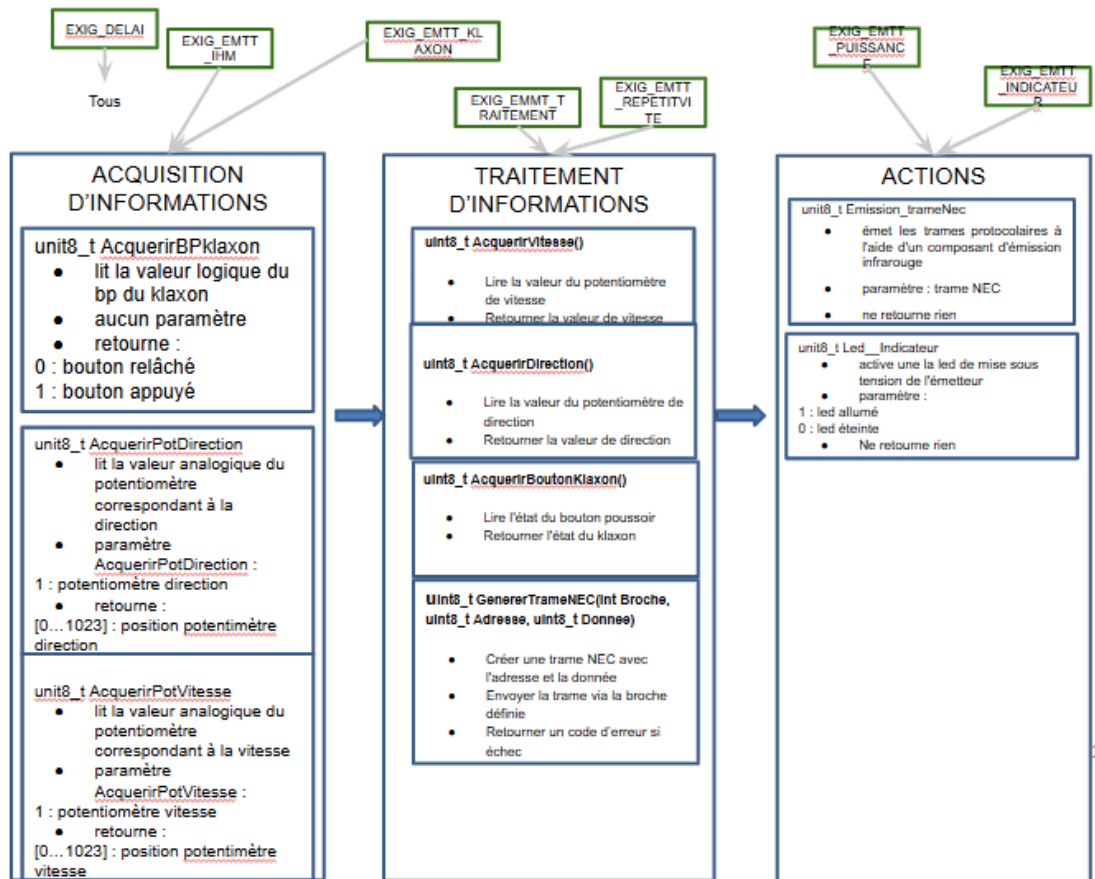 EXIG_DELAI
EXIG_EMTT
_IHM
EXIG_EMTT_KL
AXON
EXIG_EMTT
_PUISSANC
E
EXIG_EMTT
_INDICATEU
R
Tous
EXIG_EMMT_T
RAITEMENT
EXIG_EMTT
_REPETITVI
TE
ACQUISITION
D'INFORMATIONS
unit8_t AcquerirBPklaxon
● lit la valeur logique du
bp du klaxon
● aucun paramètre
● retourne :
0 : bouton relâché
1 : bouton appuyé
unit8_t AcquerirPotDirection
● lit la valeur analogique du
potentiomètre
correspondant à la
direction
● paramètre
AcquerirPotDirection :
1 : potentiomètre direction
● retourne :
[0...1023] : position potentimètre
direction
unit8_t AcquerirPotVitesse
● lit la valeur analogique du
potentiomètre
correspondant à la vitesse
● paramètre
AcquerirPotVitesse :
1 : potentiomètre vitesse
● retourne :
[0...1023] : position potentimètre
vitesse
TRAITEMENT
D'INFORMATIONS
uint8_t AcquerirVitesse()
● Lire la valeur du potentiomètre
de vitesse
● Retourner la valeur de vitesse
uint8_t AcquerirDirection()
● Lire la valeur du potentiomètre de
direction
● Retourner la valeur de direction
uint8_t AcquerirBoutonKlaxon()
● Lire l'état du bouton poussoir
● Retourner l'état du klaxon
uint8_t GenererTrameNEC(int Broche,
uint8_t Adresse, uint8_t Donnee)
● Créer une trame NEC avec
l'adresse et la donnée
● Envoyer la trame via la broche
définie
● Retourner un code d'erreur si
échec
ACTIONS
unit8_t Emission_trameNec
● émet les trames protocolaires à
l'aide d'un composant d'émission
infrarouge
● paramètre : trame NEC
● ne retourne rien
unit8_t Led__Indicateur
● active une la led de mise sous
tension de l'émetteur
● paramètre :
1 : led allumé
0 : led éteinte
● Ne retourne rien